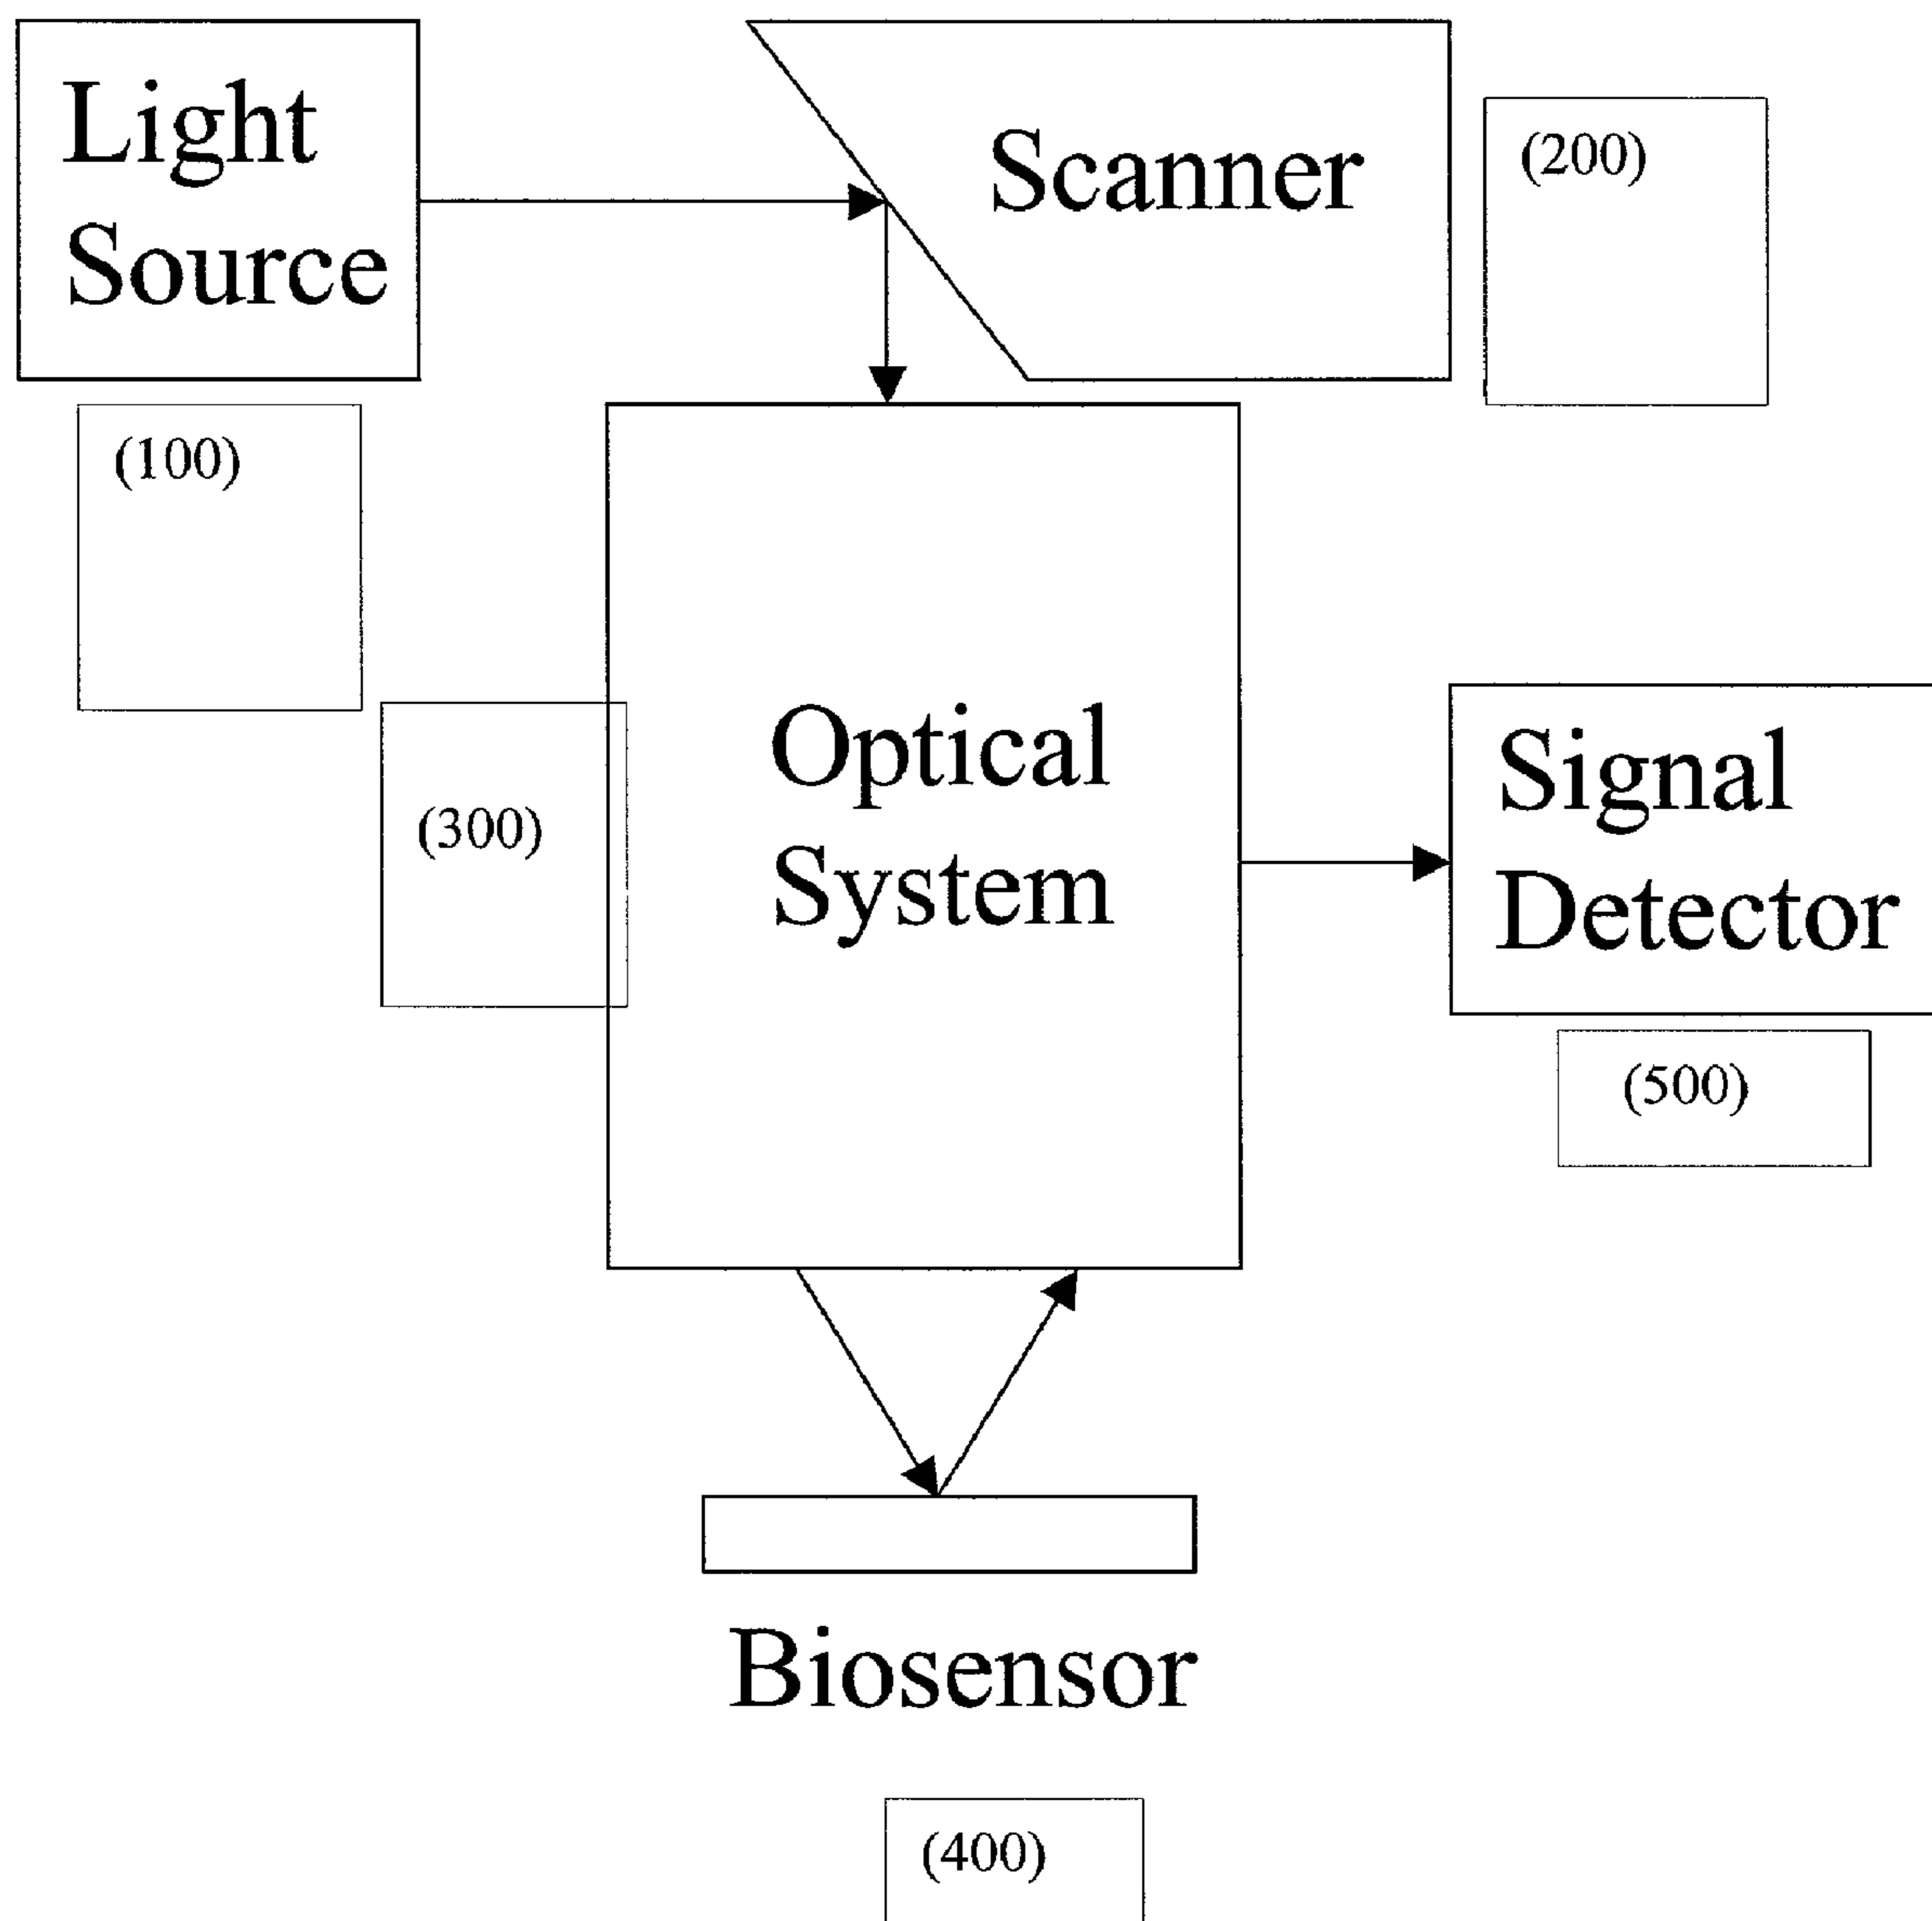 Light
Source
Scanner
(200)
(100)
Optical
System
(300)
Signal
Detector
(500)
Biosensor
(400)